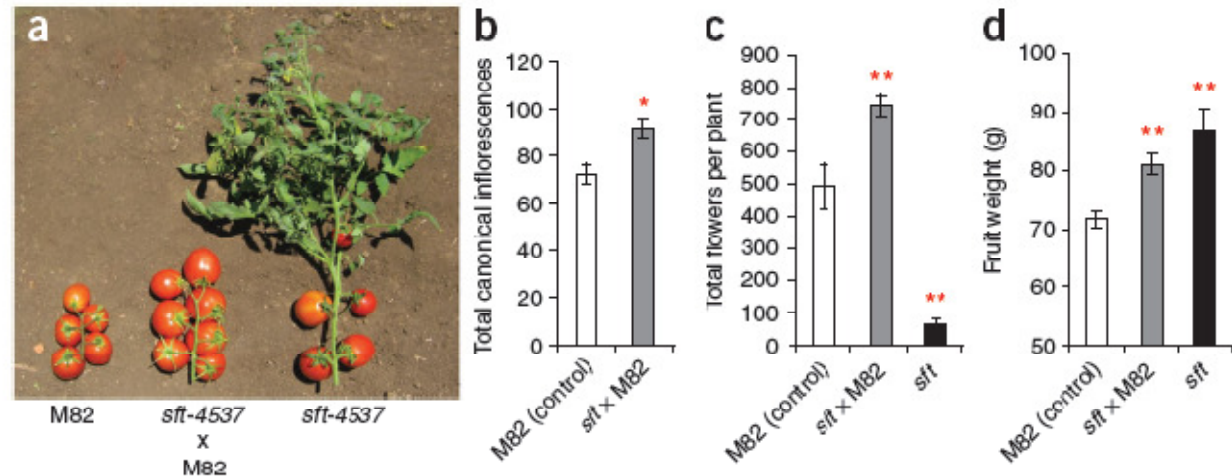 a
M82
sft-4537
x
M82
sft-4537
b
Total canonical inflorescences
120
100
80
60
40
20
0
M82 (control)
sft x M82
*
c
Total flowers per plant
900
800
700
600
500
400
300
200
100
0
M82 (control)
sft x M82
sft
**
**
d
Fruit weight (g)
100
90
80
70
60
50
M82 (control)
sft x M82
sft
**
**